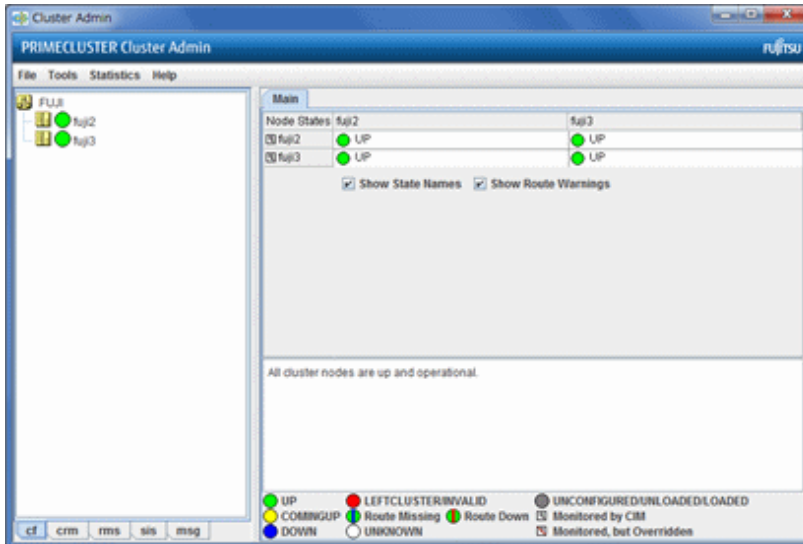 Cluster Admin
PRIMECLUSTER Cluster Admin
FUJITSU
File Tools Statistics Help
FUJI
fuji2
fuji3
Main
Node States fuji2 fuji3
fuji2 UP UP
fuji3 UP UP
Show State Names Show Route Warnings
All cluster nodes are up and operational.
UP LEFTCLUSTER/INVALID UNCONFIGURED/UNLOADED/LOADED
COMINGUP Route Missing Route Down Monitored by CIM
DOWN UNKNOWN Monitored, but Overridden
cf crm rms sis msg